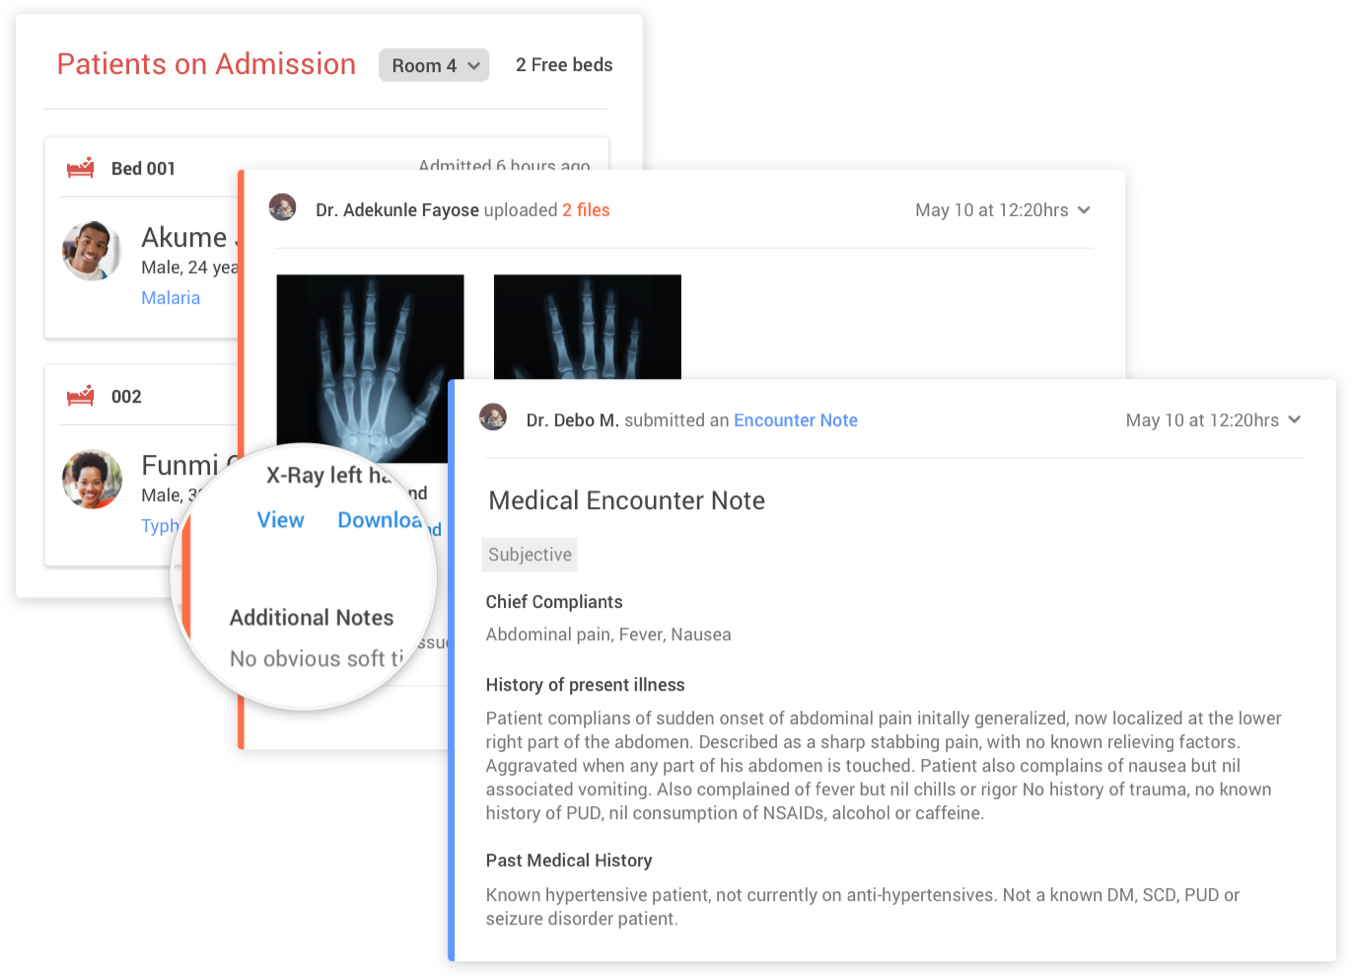 Patients on Admission
Room 4
2 Free beds
Bed 001
Admitted 6 hours ago
Akume
Male, 24
Malaria
002
Funmi
Male,
Dr. Adekunle Fayose uploaded 2 files
May 10 at 12:20hrs
X-Ray left
View
Additional Notes
No obvious soft
Dr. Debo M. submitted an Encounter Note
May 10 at 12:20hrs
Medical Encounter Note
Subjective
Chief Compliants
Abdominal pain, Fever, Nausea
History of present illness
Patient complians of sudden onset of abdominal pain initally generalized, now localized at the lower
right part of the abdomen. Described as a sharp stabbing pain, with no known relieving factors.
Aggravated when any part of his abdomen is touched. Patient also complains of nausea but nil
associated vomiting. Also complained of fever but nil chills or rigor No history of trauma, no known
history of PUD, nil consumption of NSAIDs, alcohol or caffeine.
Past Medical History
Known hypertensive patient, not currently on anti-hypertensives. Not a known DM, SCD, PUD or
seizure disorder patient.